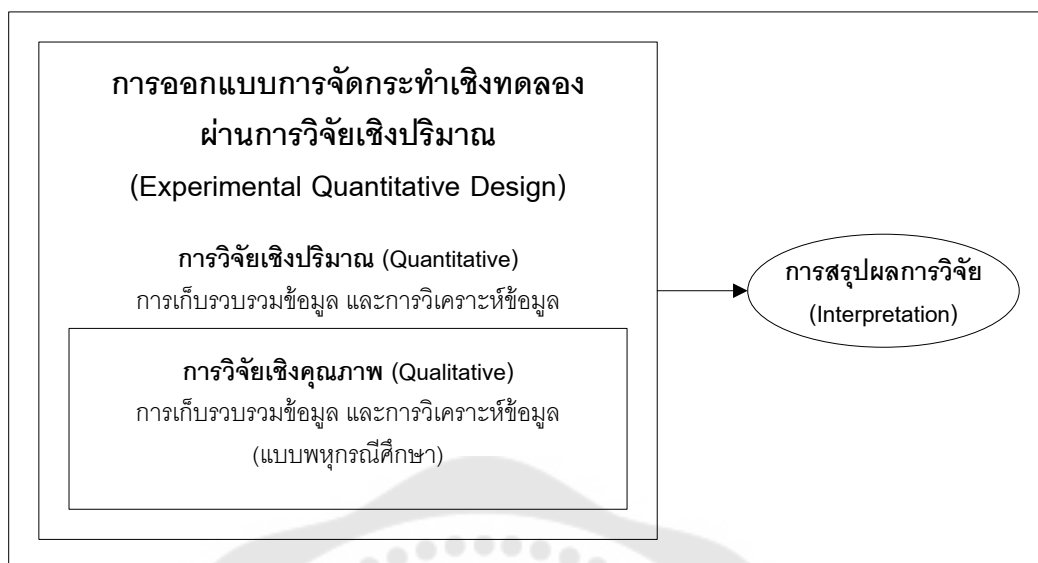 การออกแบบการจัดกระทำเชิงทดลอง
ผ่านการวิจัยเชิงปริมาณ
(Experimental Quantitative Design)
การวิจัยเชิงปริมาณ (Quantitative)
การเก็บรวบรวมข้อมูล และการวิเคราะห์ข้อมูล
การวิจัยเชิงคุณภาพ (Qualitative)
การเก็บรวบรวมข้อมูล และการวิเคราะห์ข้อมูล
(แบบพหุกรณีศึกษา)
การสรุปผลการวิจัย
(Interpretation)